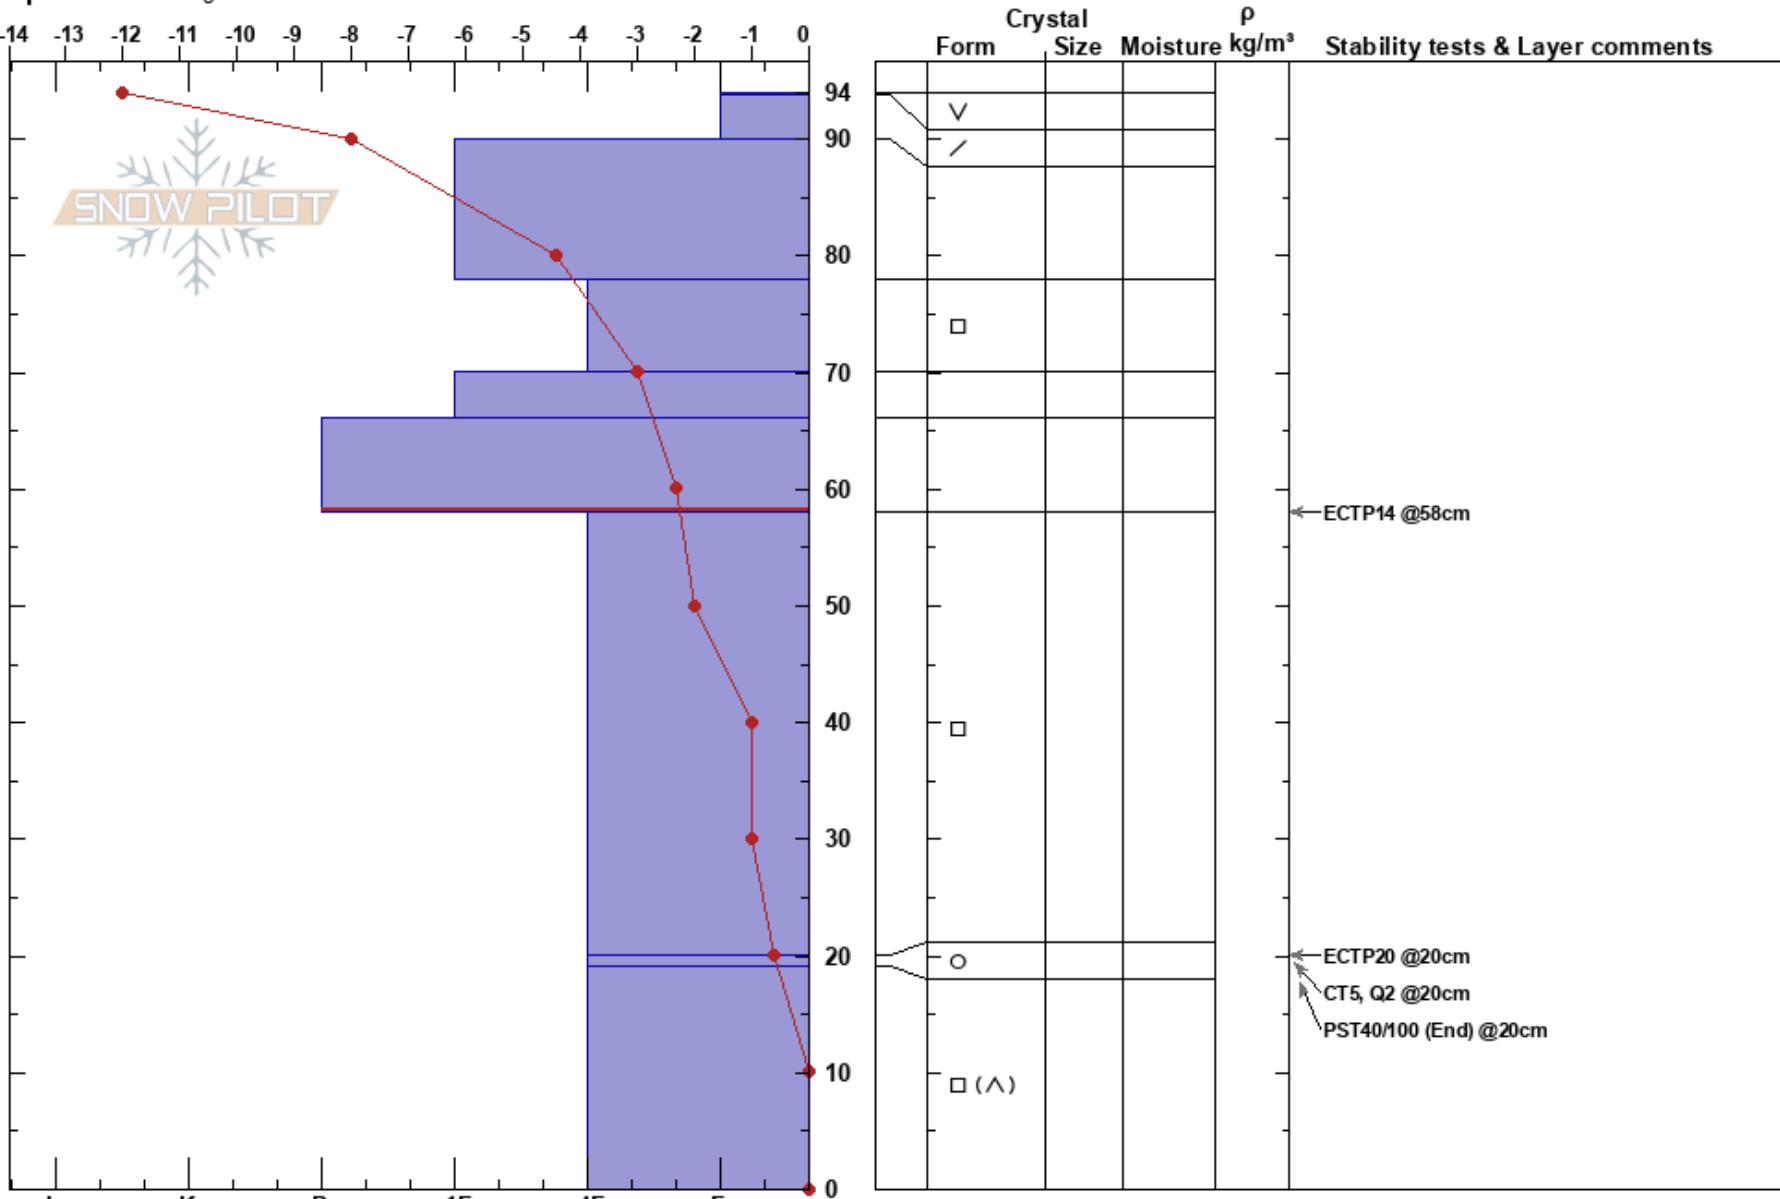 Crystal ρ
-14 -13 -12 -11 -10 -9 -8 -7 -6 -5 -4 -3 -2 -1 0
Form Size Moisture kg/m³ Stability tests & Layer comments
94
90
SNOW PILOT
80
70
60
ECTP14 @58cm
50
40
30
20
ECTP20 @20cm
CT5, Q2 @20cm
PST40/100 (End) @20cm
10
0